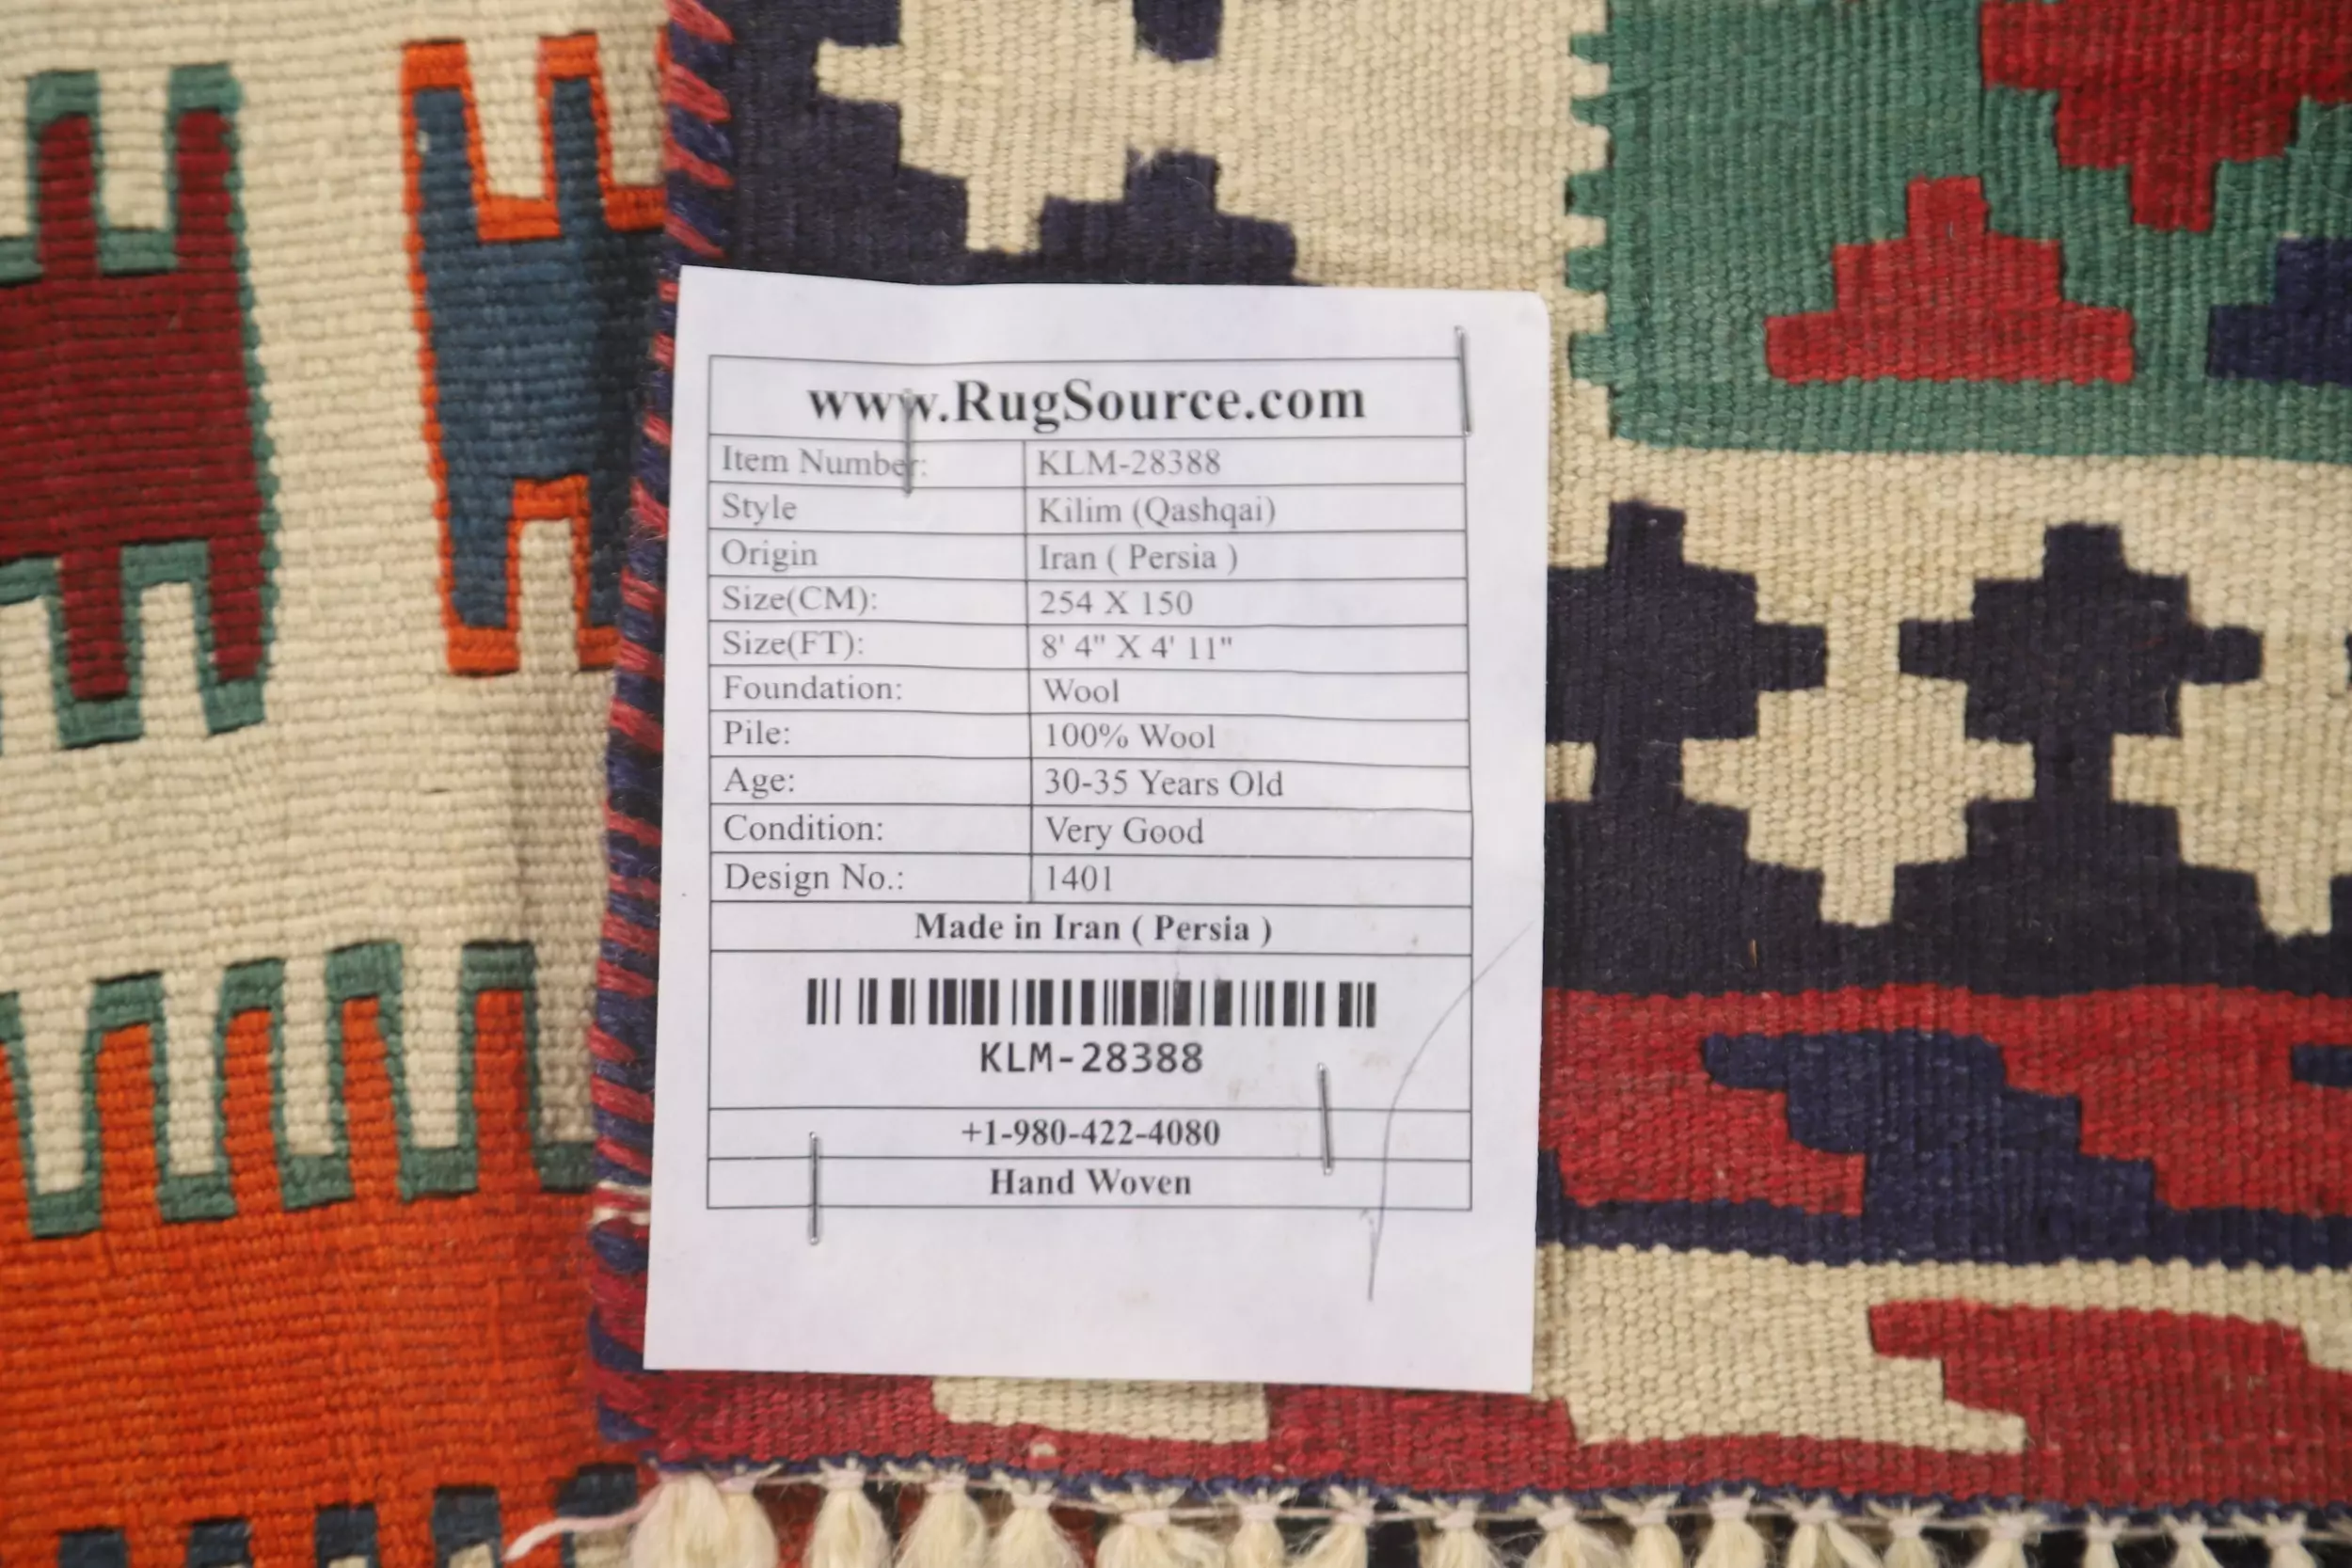 www.RugSource.com
Item Number: KLM-28388
Style Kilim (Qashqai)
Origin Iran ( Persia )
Size(CM): 254 X 150
Size(FT): 8' 4" X 4' 11"
Foundation: Wool
Pile: 100% Wool
Age: 30-35 Years Old
Condition: Very Good
Design No.: 1401
Made in Iran ( Persia )
KLM-28388
+1-980-422-4080
Hand Woven